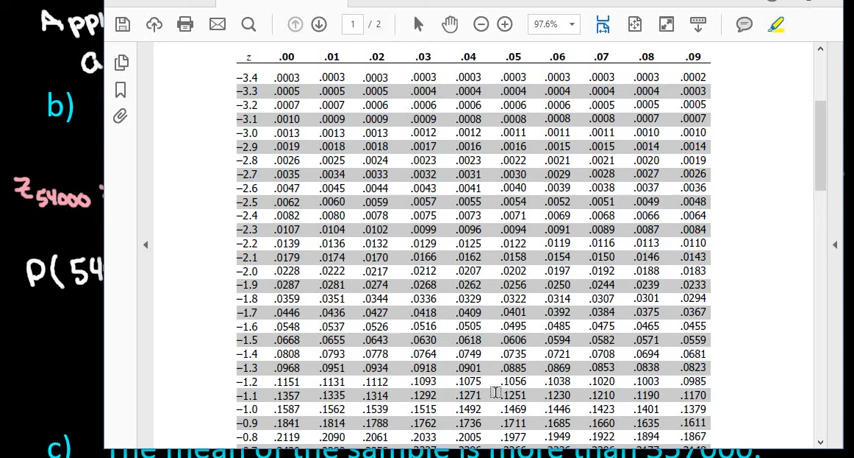 App
a
1 / 2 97.6%
b)
z .00 .01 .02 .03 .04 .05 .06 .07 .08 .09
−3.4 .0003 .0003 .0003 .0003 .0003 .0003 .0003 .0003 .0003 .0002
−3.3 .0005 .0005 .0005 .0004 .0004 .0004 .0004 .0004 .0004 .0003
−3.2 .0007 .0007 .0006 .0006 .0006 .0006 .0006 .0005 .0005 .0005
−3.1 .0010 .0009 .0009 .0009 .0008 .0008 .0008 .0008 .0007 .0007
−3.0 .0013 .0013 .0013 .0012 .0012 .0011 .0011 .0011 .0010 .0010
−2.9 .0019 .0018 .0018 .0017 .0016 .0016 .0015 .0015 .0014 .0014
−2.8 .0026 .0025 .0024 .0023 .0023 .0022 .0021 .0021 .0020 .0019
−2.7 .0035 .0034 .0033 .0032 .0031 .0030 .0029 .0028 .0027 .0026
−2.6 .0047 .0045 .0044 .0043 .0041 .0040 .0039 .0038 .0037 .0036
−2.5 .0062 .0060 .0059 .0057 .0055 .0054 .0052 .0051 .0049 .0048
−2.4 .0082 .0080 .0078 .0075 .0073 .0071 .0069 .0068 .0066 .0064
−2.3 .0107 .0104 .0102 .0099 .0096 .0094 .0091 .0089 .0087 .0084
−2.2 .0139 .0136 .0132 .0129 .0125 .0122 .0119 .0116 .0113 .0110
−2.1 .0179 .0174 .0170 .0166 .0162 .0158 .0154 .0150 .0146 .0143
−2.0 .0228 .0222 .0217 .0212 .0207 .0202 .0197 .0192 .0188 .0183
−1.9 .0287 .0281 .0274 .0268 .0262 .0256 .0250 .0244 .0239 .0233
−1.8 .0359 .0351 .0344 .0336 .0329 .0322 .0314 .0307 .0301 .0294
−1.7 .0446 .0436 .0427 .0418 .0409 .0401 .0392 .0384 .0375 .0367
−1.6 .0548 .0537 .0526 .0516 .0505 .0495 .0485 .0475 .0465 .0455
−1.5 .0668 .0655 .0643 .0630 .0618 .0606 .0594 .0582 .0571 .0559
−1.4 .0808 .0793 .0778 .0764 .0749 .0735 .0721 .0708 .0694 .0681
−1.3 .0968 .0951 .0934 .0918 .0901 .0885 .0869 .0853 .0838 .0823
−1.2 .1151 .1131 .1112 .1093 .1075 .1056 .1038 .1020 .1003 .0985
−1.1 .1357 .1335 .1314 .1292 .1271 .1251 .1230 .1210 .1190 .1170
−1.0 .1587 .1562 .1539 .1515 .1492 .1469 .1446 .1423 .1401 .1379
−0.9 .1841 .1814 .1788 .1762 .1736 .1711 .1685 .1660 .1635 .1611
−0.8 .2119 .2090 .2061 .2033 .2005 .1977 .1949 .1922 .1894 .1867
z54000
P(54
c) The mean of the sample is more than $57000.